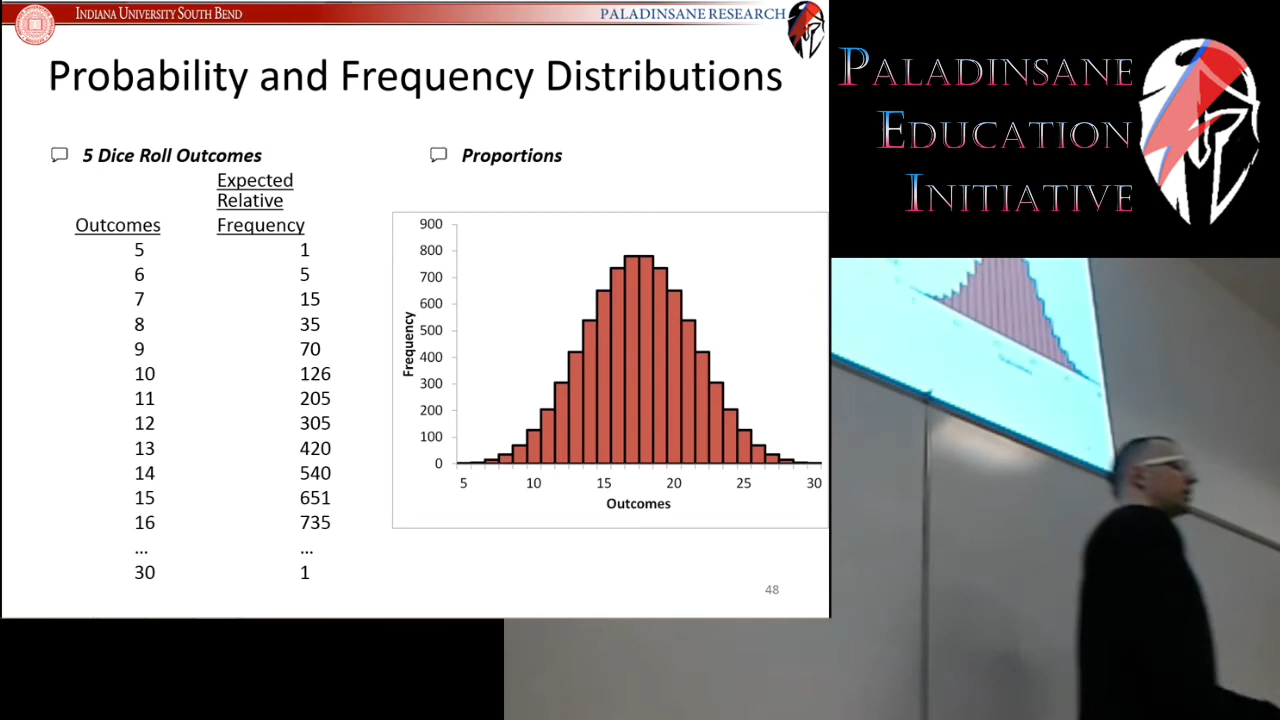 INDIANA UNIVERSITY SOUTH BEND
PALADINSANE RESEARCH
Probability and Frequency Distributions
5 Dice Roll Outcomes
Expected
Relative
Outcomes Frequency
5 1
6 5
7 15
8 35
9 70
10 126
11 205
12 305
13 420
14 540
15 651
16 735
... ...
30 1
Proportions
900
800
700
600
500
400
300
200
100
0
Frequency
5 10 15 20 25 30
Outcomes
48
PALADINSANE
EDUCATION
INITIATIVE